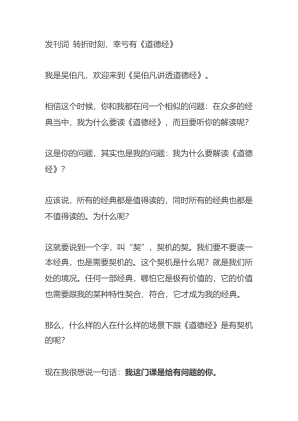 发刊词 转折时刻，幸亏有《道德经》
我是吴伯凡，欢迎来到《吴伯凡讲透道德经》。
相信这个时候，你和我都在问一个相似的问题：在众多的经
典当中，我为什么要读《道德经》，而且要听你的解读呢？
这是你的问题，其实也是我的问题：我为什么要解读《道德
经》？
应该说，所有的经典都是值得读的，同时所有的经典也都是
不值得读的。为什么呢？
这就要说到一个字，叫“契”，契机的契。我们要不要读一
本经典，也是需要契机的。这个契机是什么呢？就是我们所
处的境况。任何一部经典，哪怕它是极有价值的，它的价值
也需要跟我的某种特性契合、符合，它才成为我的经典。
那么，什么样的人在什么样的场景下跟《道德经》是有契机
的呢？
现在我很想说一句话：我这门课是给有问题的你。